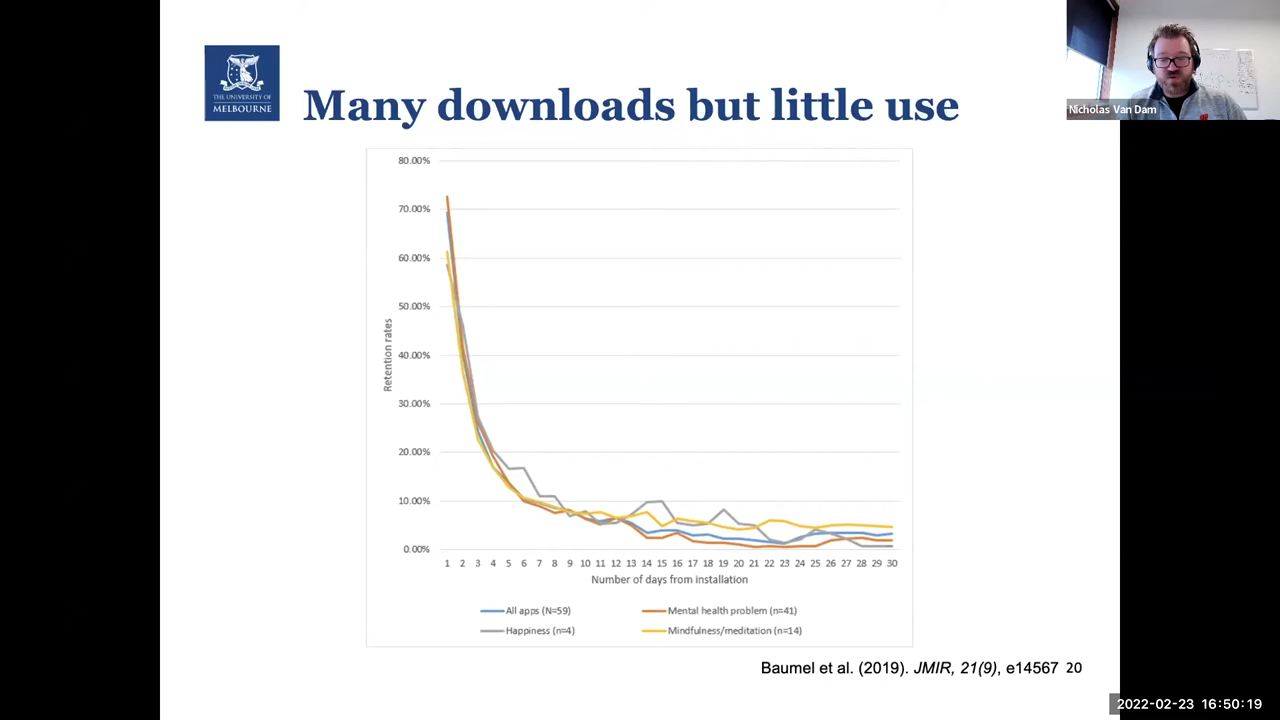 THE UNIVERSITY OF
MELBOURNE
Many downloads but little use
Nicholas Van Dam
80.00%
70.00%
60.00%
50.00%
40.00%
30.00%
20.00%
10.00%
0.00%
Retention rates
1 2 3 4 5 6 7 8 9 10 11 12 13 14 15 16 17 18 19 20 21 22 23 24 25 26 27 28 29 30
Number of days from installation
All apps (N=59)
Mental health problem (n=41)
Happiness (n=4)
Mindfulness/meditation (n=14)
Baumel et al. (2019). JMIR, 21(9), e14567 20
2022-02-23 16:50:19